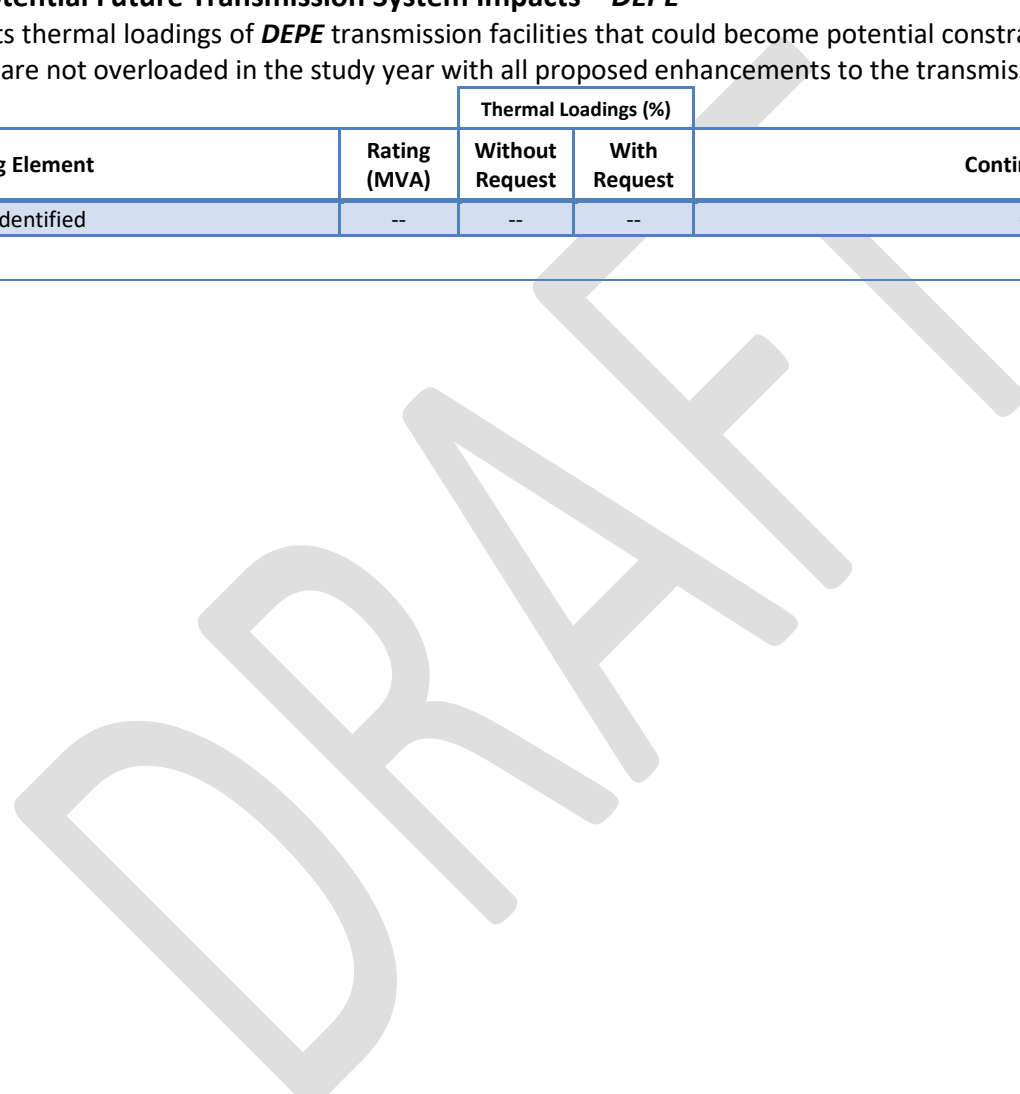 otential Future Transmission System Impacts – DEPE
ts thermal loadings of DEPE transmission facilities that could become potential constra
are not overloaded in the study year with all proposed enhancements to the transmis
Thermal Loadings (%)
g Element Rating (MVA) Without Request With Request Contin
dentified -- -- --
DRAFT